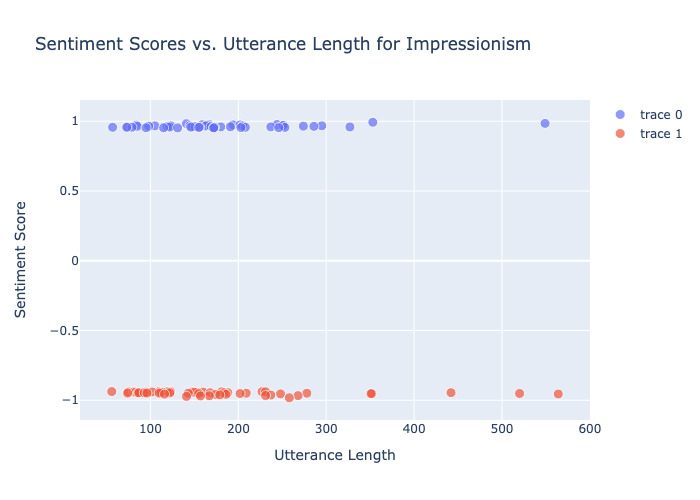 Sentiment Scores vs. Utterance Length for Impressionism
trace 0
trace 1
1
0.5
0
−0.5
−1
Sentiment Score
100
200
300
400
500
600
Utterance Length